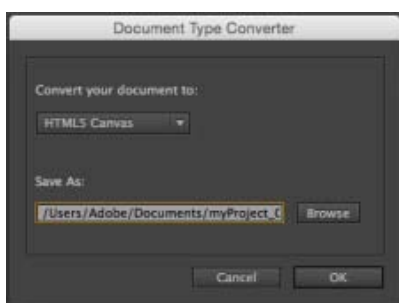 Document Type Converter
Convert your document to:
HTML5 Canvas
Save As:
/Users/Adobe/Documents/myProject_C Browse
Cancel OK